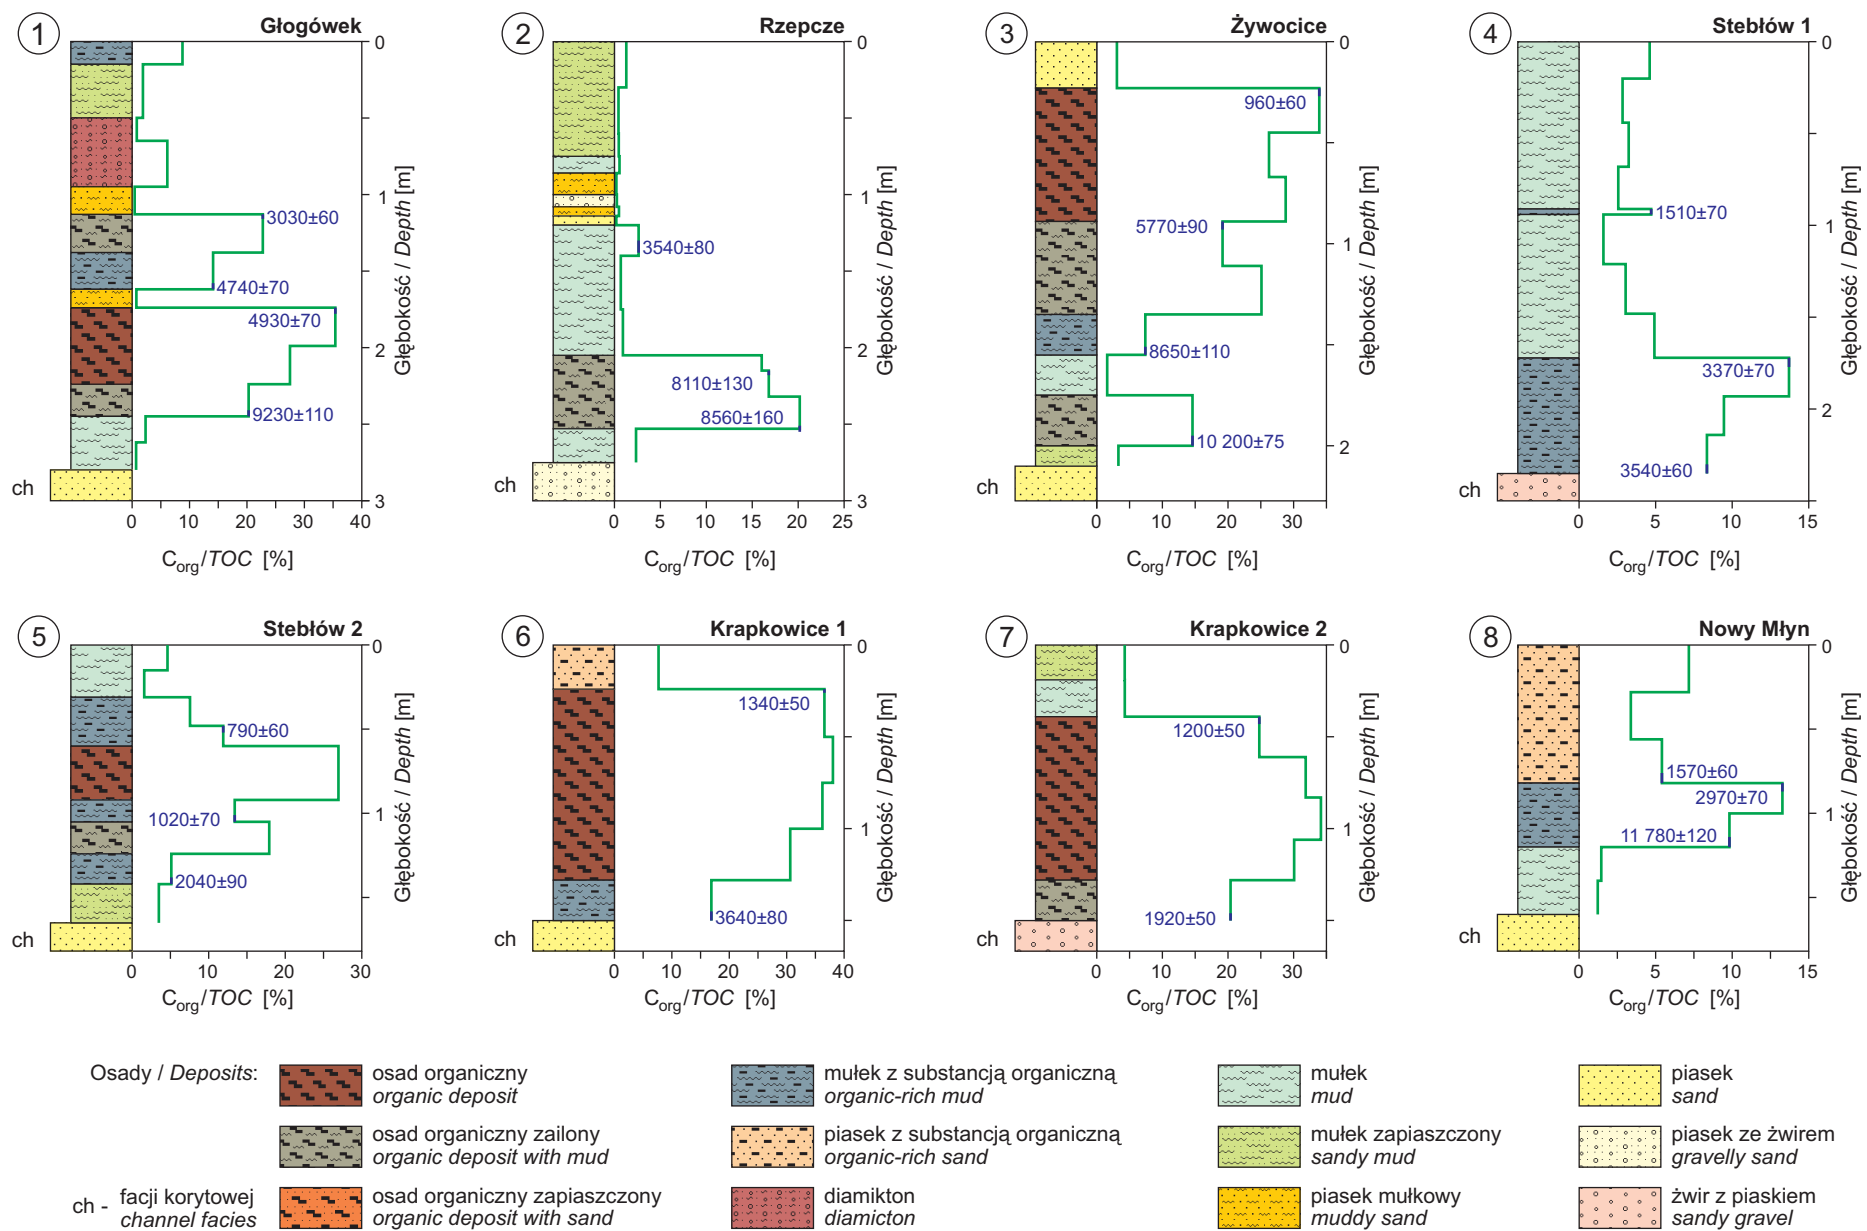 1 Głogówek
0
1
2
3
3030±60
4740±70
4930±70
9230±110
ch
0 10 20 30 40
Corg/TOC [%]
Głębokość / Depth [m]
2 Rzepcze
0
1
2
3
3540±80
8110±130
8560±160
ch
0 5 10 15 20 25
Corg/TOC [%]
Głębokość / Depth [m]
3 Żywocice
0
1
2
960±60
5770±90
8650±110
10 200±75
ch
0 10 20 30
Corg/TOC [%]
Głębokość / Depth [m]
4 Stebłów 1
0
1
2
1510±70
3370±70
3540±60
ch
0 5 10 15
Corg/TOC [%]
Głębokość / Depth [m]
5 Stebłów 2
0
1
790±60
1020±70
2040±90
ch
0 10 20 30
Corg/TOC [%]
Głębokość / Depth [m]
6 Krapkowice 1
0
1
1340±50
3640±80
0 10 20 30 40
Corg/TOC [%]
Głębokość / Depth [m]
7 Krapkowice 2
0
1
1200±50
1920±50
ch
0 10 20 30
Corg/TOC [%]
Głębokość / Depth [m]
8 Nowy Młyn
0
1
1570±60
2970±70
11 780±120
ch
0 5 10 15
Corg/TOC [%]
Głębokość / Depth [m]
Osady / Deposits:
osad organiczny
organic deposit
osad organiczny zailony
organic deposit with mud
osad organiczny zapiaszczony
organic deposit with sand
mułek z substancją organiczną
organic-rich mud
piasek z substancją organiczną
organic-rich sand
diamikton
diamicton
mułek
mud
mułek zapiaszczony
sandy mud
piasek mułkowy
muddy sand
piasek
sand
piasek ze żwirem
gravelly sand
żwir z piaskiem
sandy gravel
ch - facji korytowej
channel facies